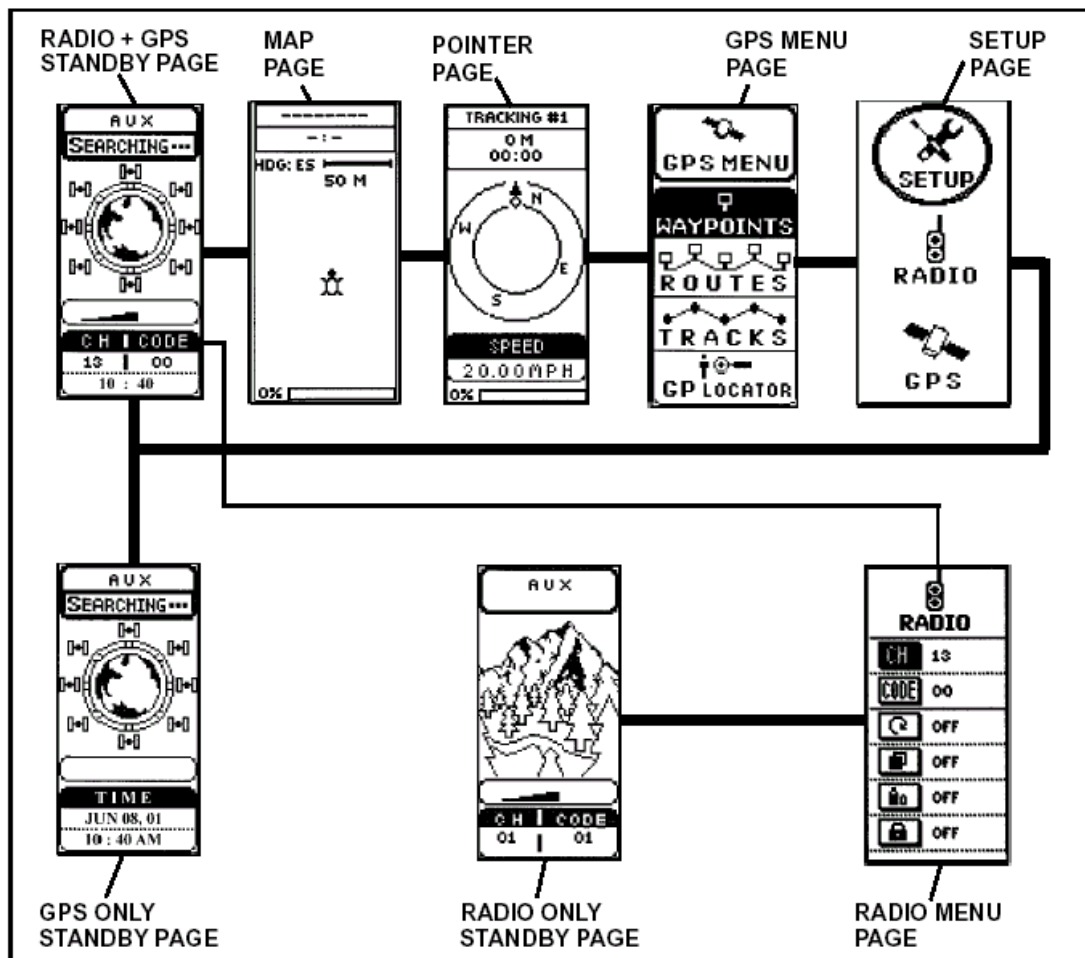 RADIO + GPS
STANDBY PAGE
MAP
PAGE
POINTER
PAGE
GPS MENU
PAGE
SETUP
PAGE
AUX
SEARCHING...
CH CODE
13 00
10 : 40
--------
-:-
HDG: ES
50 M
0%
TRACKING #1
0 M
00:00
N
W
E
S
SPEED
20.00MPH
0%
GPS MENU
WAYPOINTS
ROUTES
TRACKS
GP LOCATOR
SETUP
RADIO
GPS
AUX
SEARCHING...
TIME
JUN 08, 01
10 : 40 AM
AUX
CH CODE
01 01
RADIO
CH 13
CODE 00
OFF
OFF
OFF
OFF
GPS ONLY
STANDBY PAGE
RADIO ONLY
STANDBY PAGE
RADIO MENU
PAGE